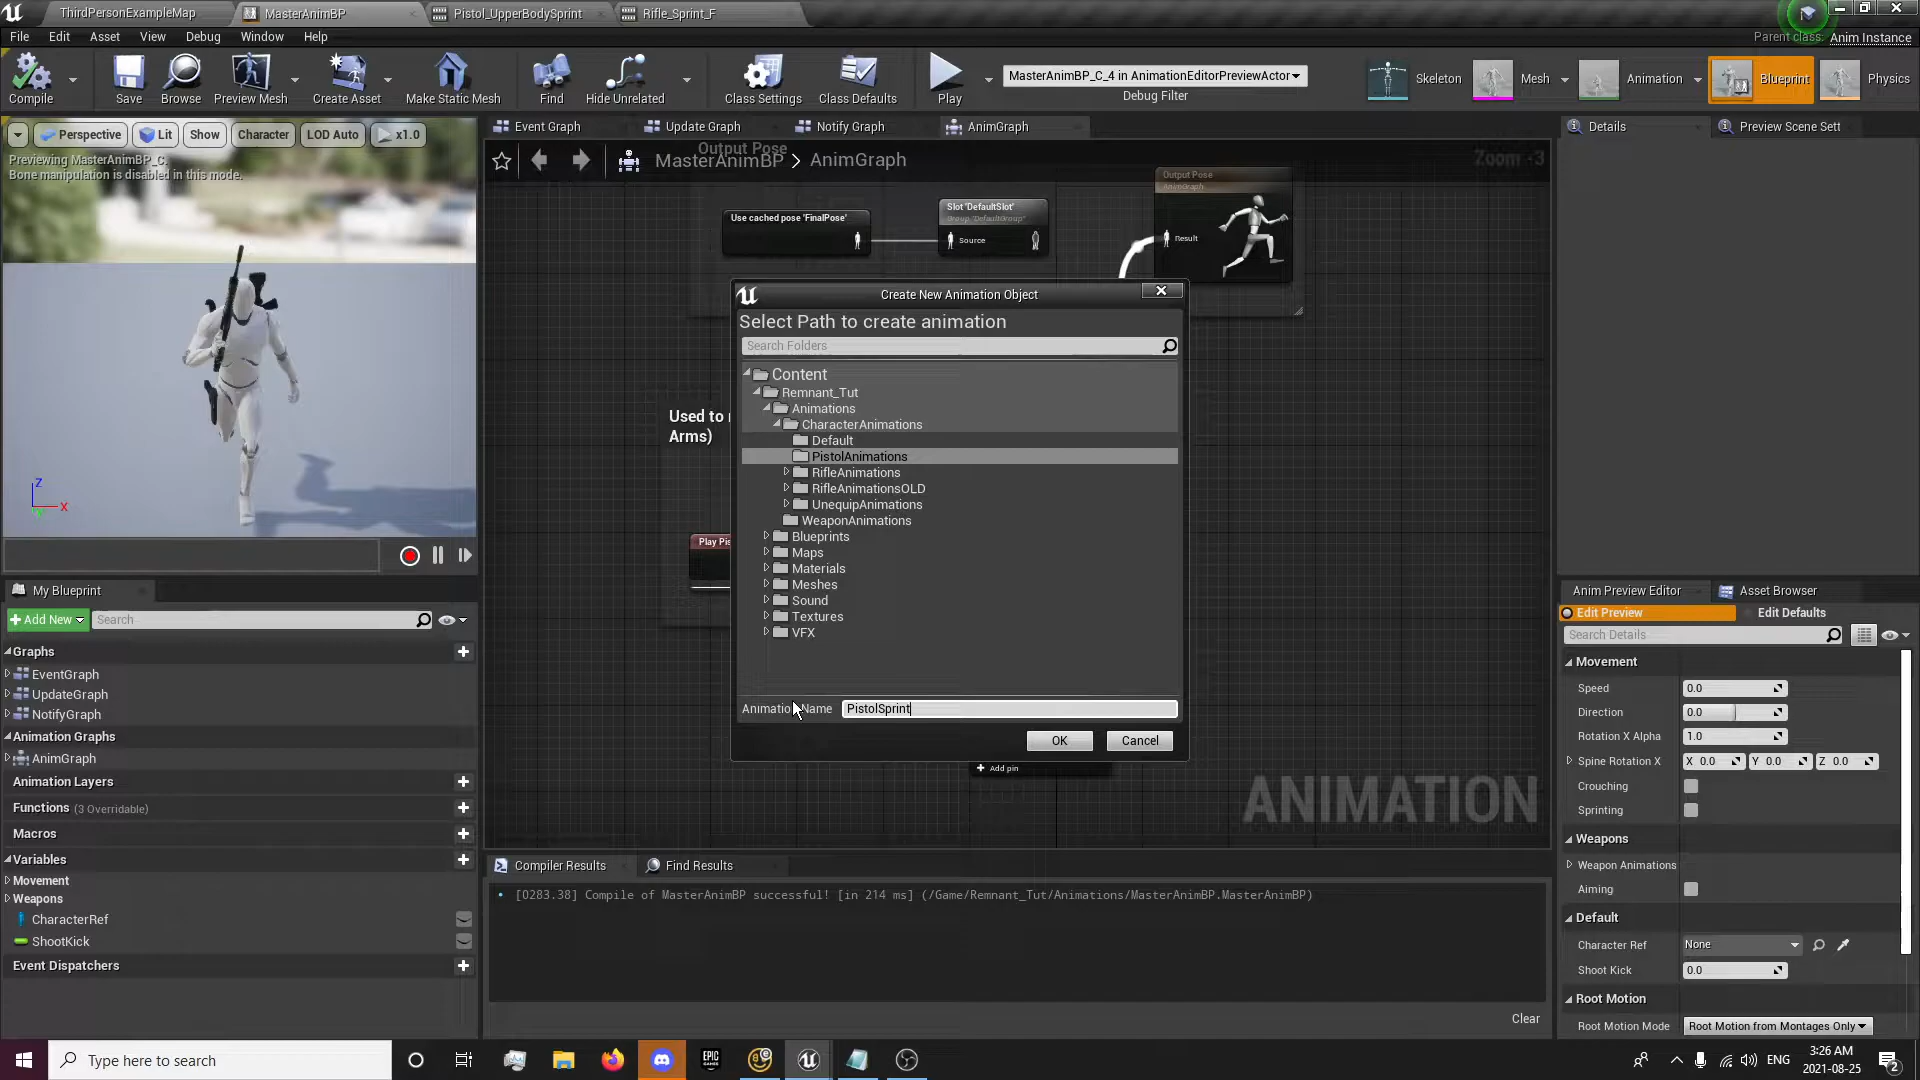 ThirdPersonExampleMap
MasterAnimBP
Pistol_UpperBodySprint
Rifle_Sprint_F
File Edit Asset View Debug Window Help
Parent class: Anim Instance
Compile
Save
Browse
Preview Mesh
Create Asset
Make Static Mesh
Find
Hide Unrelated
Class Settings
Class Defaults
Play
MasterAnimBP_C_4 in AnimationEditorPreviewActor
Debug Filter
Skeleton
Mesh
Animation
Blueprint
Physics
Perspective
Lit
Show
Character
LOD Auto
x1.0
Previewing MasterAnimBP_C.
Bone manipulation is disabled in this mode.
Z
X
Event Graph
Update Graph
Notify Graph
AnimGraph
Output Pose
MasterAnimBP > AnimGraph
Zoom -3
Use cached pose 'FinalPose'
Slot 'DefaultSlot'
Group 'DefaultGroup'
Source
Output Pose
AnimGraph
Result
Used to
Arms)
Play Pis
Add pin
ANIMATION
Create New Animation Object
Select Path to create animation
Search Folders
Content
Remnant_Tut
Animations
CharacterAnimations
Default
PistolAnimations
RifleAnimations
RifleAnimationsOLD
UnequipAnimations
WeaponAnimations
Blueprints
Maps
Materials
Meshes
Sound
Textures
VFX
Animation Name
PistolSprint
OK
Cancel
My Blueprint
Add New
Search
Graphs
EventGraph
UpdateGraph
NotifyGraph
Animation Graphs
AnimGraph
Animation Layers
Functions (3 Overridable)
Macros
Variables
Movement
Weapons
CharacterRef
ShootKick
Event Dispatchers
Compiler Results
Find Results
[0283.38] Compile of MasterAnimBP successful! [in 214 ms] (/Game/Remnant_Tut/Animations/MasterAnimBP.MasterAnimBP)
Clear
Details
Preview Scene Sett
Anim Preview Editor
Asset Browser
Edit Preview
Edit Defaults
Search Details
Movement
Speed 0.0
Direction 0.0
Rotation X Alpha 1.0
Spine Rotation X X 0.0 Y 0.0 Z 0.0
Crouching
Sprinting
Weapons
Weapon Animations
Aiming
Default
Character Ref None
Shoot Kick 0.0
Root Motion
Root Motion Mode Root Motion from Montages Only
Type here to search
EPIC
GAMES
ENG
3:26 AM
2021-08-25
2